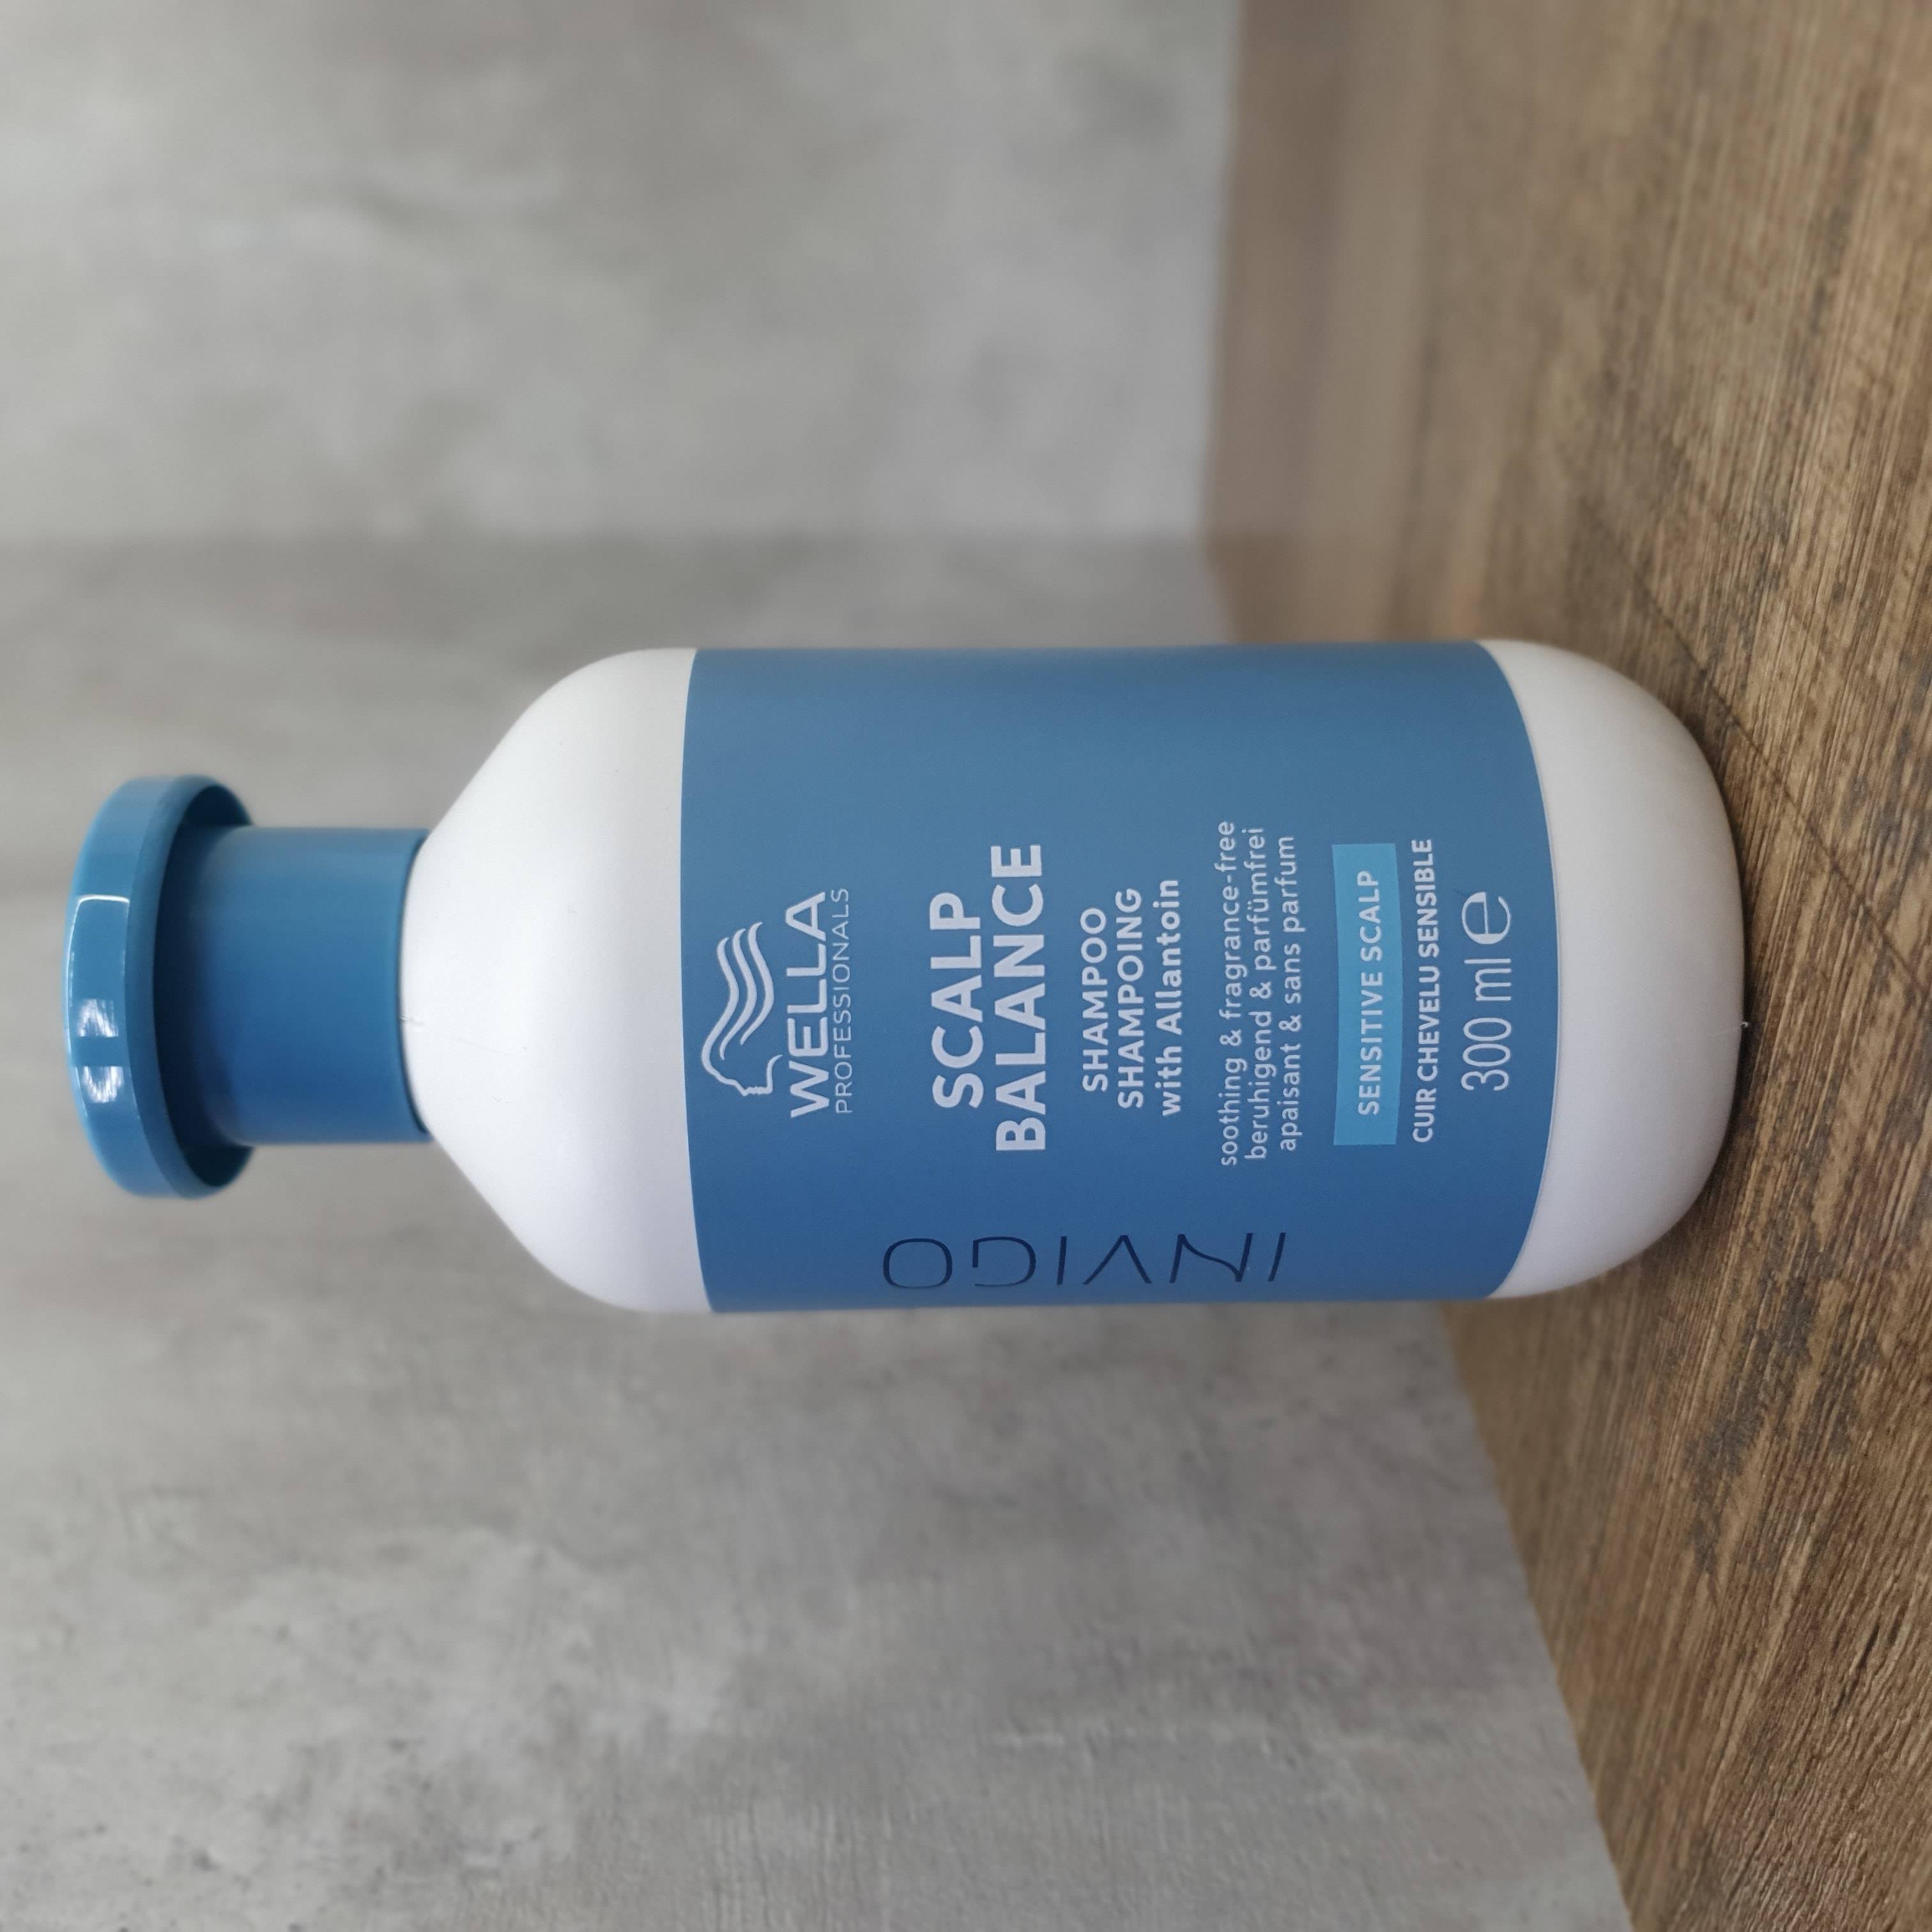 WELLA
PROFESSIONALS
SCALP
BALANCE
SHAMPOO
SHAMPOING
with Allantoin
soothing & fragrance-free
beruhigend & parfümfrei
apaisant & sans parfum
SENSITIVE SCALP
CUIR CHEVELU SENSIBLE
300 ml e
INVIGO